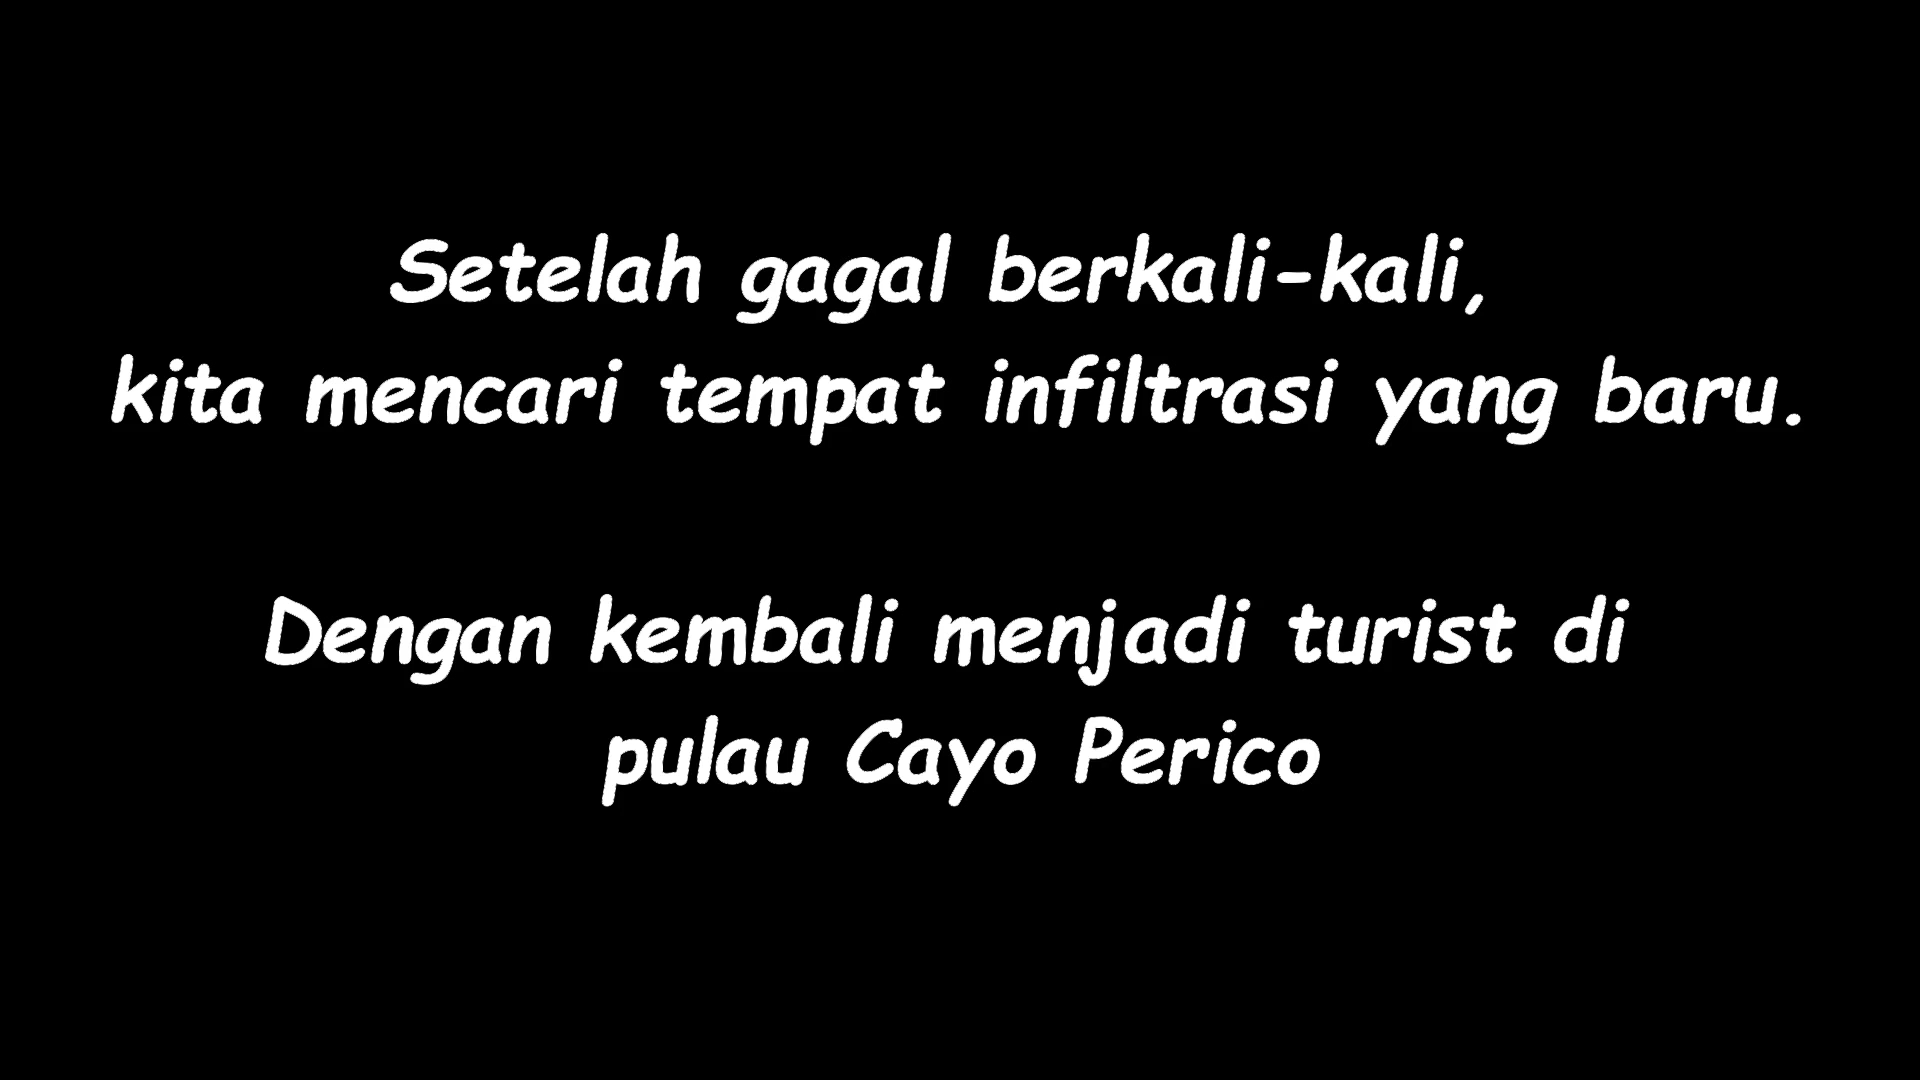 Setelah gagal berkali-kali,
kita mencari tempat infiltrasi yang baru.
Dengan kembali menjadi turist di
pulau Cayo Perico